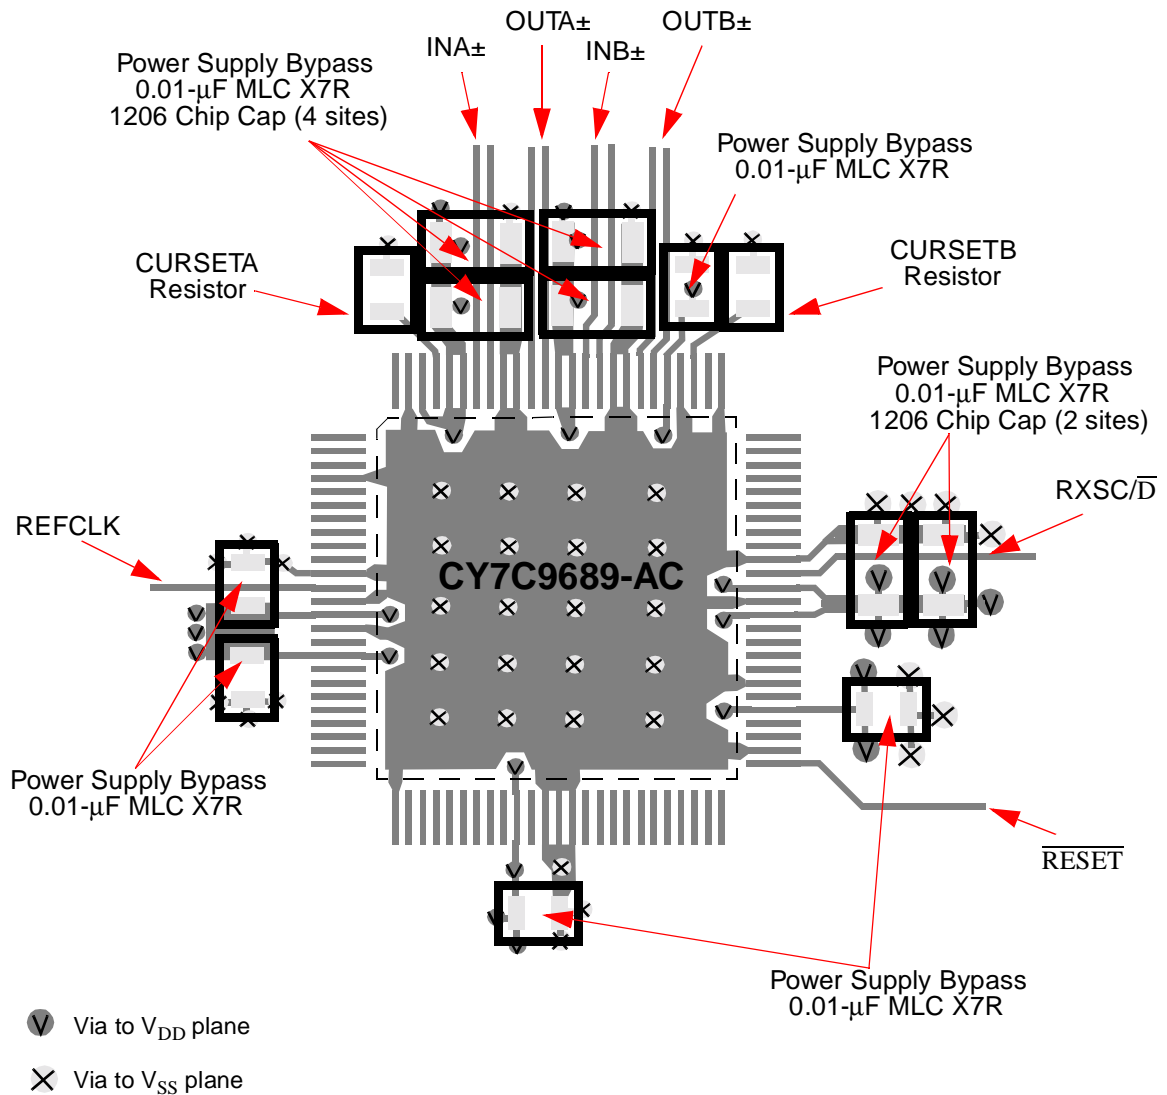 OUTA±
OUTB±
INA±
INB±
Power Supply Bypass
0.01-μF MLC X7R
1206 Chip Cap (4 sites)
Power Supply Bypass
0.01-μF MLC X7R
CURSETA
Resistor
CURSETB
Resistor
Power Supply Bypass
0.01-μF MLC X7R
1206 Chip Cap (2 sites)
RXSC/D̅
REFCLK
CY7C9689-AC
Power Supply Bypass
0.01-μF MLC X7R
R̅E̅S̅E̅T̅
Power Supply Bypass
0.01-μF MLC X7R
V Via to VDD plane
X Via to VSS plane